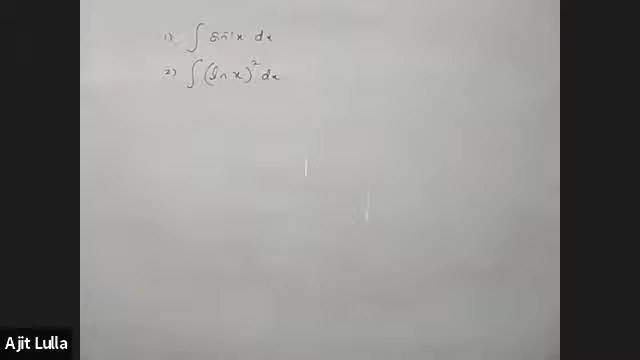 1) ∫ sin⁻¹x dx
2) ∫ (ln x)² dx
Ajit Lulla